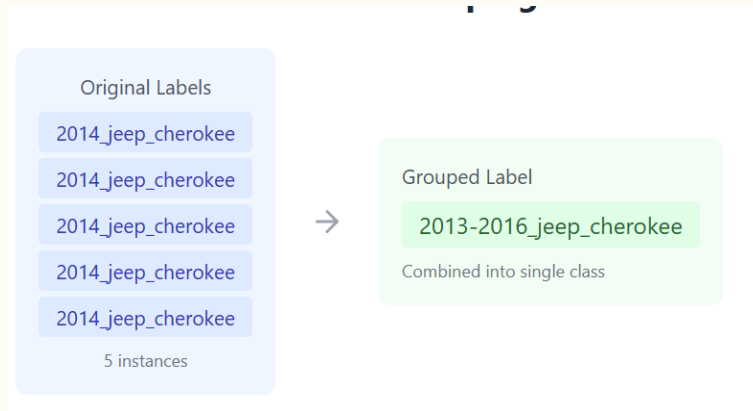 Original Labels
2014_jeep_cherokee
2014_jeep_cherokee
2014_jeep_cherokee
2014_jeep_cherokee
2014_jeep_cherokee
5 instances
Grouped Label
2013-2016_jeep_cherokee
Combined into single class